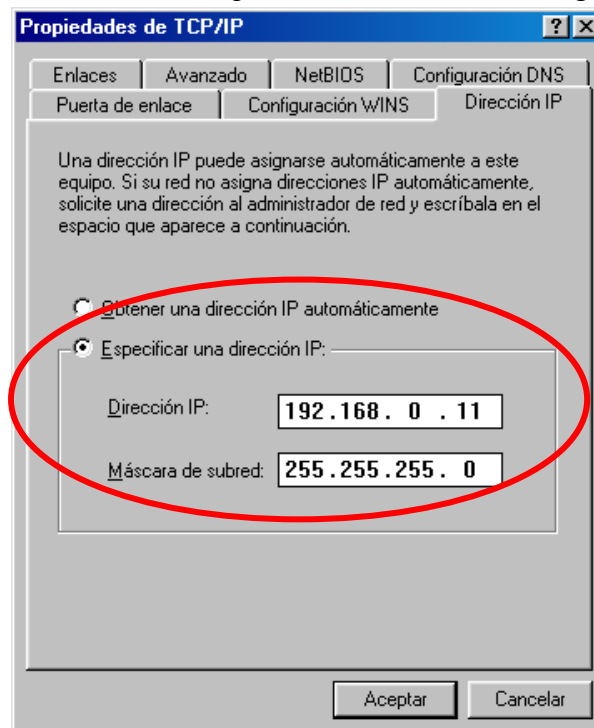 Propiedades de TCP/IP
Enlaces Avanzado NetBIOS Configuración DNS
Puerta de enlace Configuración WINS Dirección IP
Una dirección IP puede asignarse automáticamente a este
equipo. Si su red no asigna direcciones IP automáticamente,
solicite una dirección al administrador de red y escríbala en el
espacio que aparece a continuación.
Obtener una dirección IP automáticamente
Especificar una dirección IP:
Dirección IP: 192.168. 0 . 11
Máscara de subred: 255.255.255. 0
Aceptar Cancelar